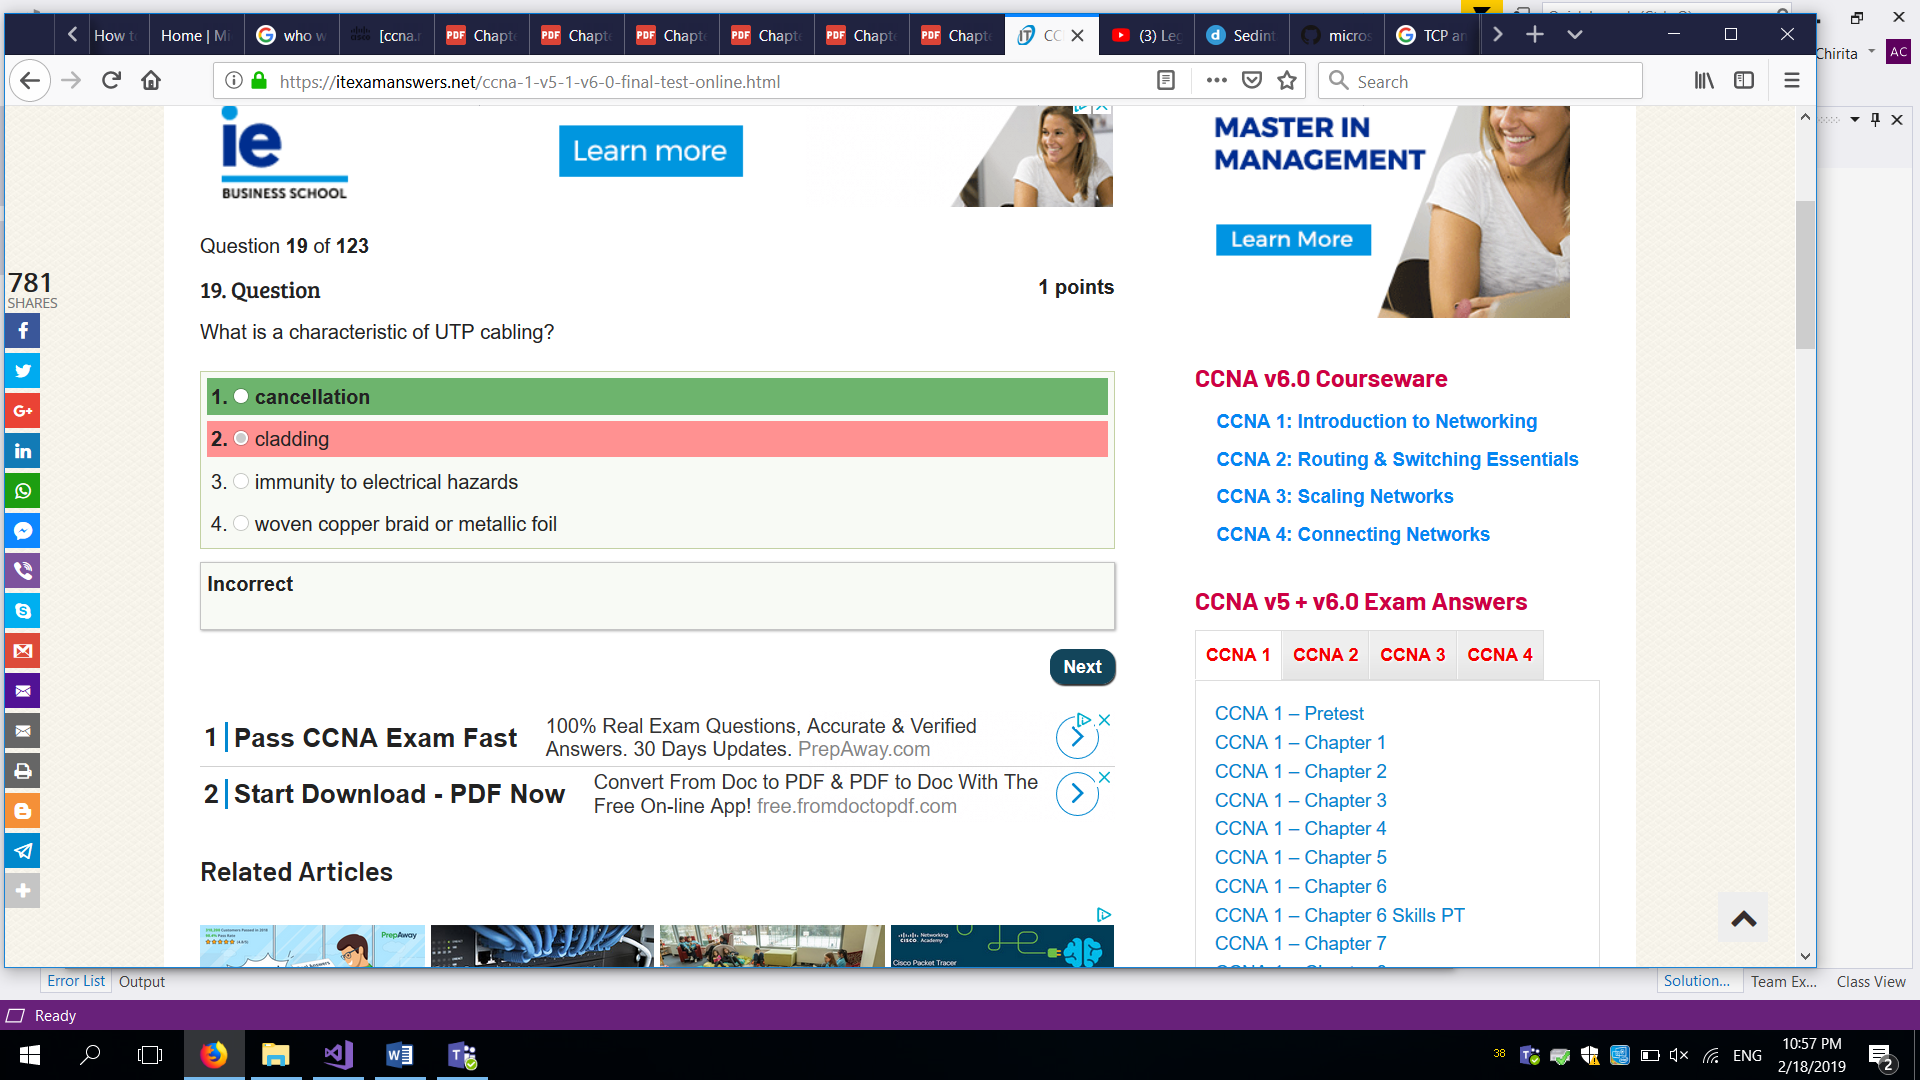 How t
Home | Mi
who w
[ccna.r
Chapt
Chapt
Chapt
Chapt
Chapt
Chapt
CC
(3) Leg
Sedint
micros
TCP an
Chirita
AC
https://itexamanswers.net/ccna-1-v5-1-v6-0-final-test-online.html
Search
ie
BUSINESS SCHOOL
Learn more
MASTER IN
MANAGEMENT
Learn More
Question 19 of 123
781
SHARES
19. Question
1 points
What is a characteristic of UTP cabling?
1. cancellation
2. cladding
3. immunity to electrical hazards
4. woven copper braid or metallic foil
Incorrect
Next
CCNA v6.0 Courseware
CCNA 1: Introduction to Networking
CCNA 2: Routing & Switching Essentials
CCNA 3: Scaling Networks
CCNA 4: Connecting Networks
CCNA v5 + v6.0 Exam Answers
CCNA 1
CCNA 2
CCNA 3
CCNA 4
CCNA 1 – Pretest
CCNA 1 – Chapter 1
CCNA 1 – Chapter 2
CCNA 1 – Chapter 3
CCNA 1 – Chapter 4
CCNA 1 – Chapter 5
CCNA 1 – Chapter 6
CCNA 1 – Chapter 6 Skills PT
CCNA 1 – Chapter 7
1 Pass CCNA Exam Fast
100% Real Exam Questions, Accurate & Verified
Answers. 30 Days Updates. PrepAway.com
2 Start Download - PDF Now
Convert From Doc to PDF & PDF to Doc With The
Free On-line App! free.fromdoctopdf.com
Related Articles
PrepAway
Networking
CISCO Academy
Cisco Packet Tracer
Error List
Output
Solution...
Team Ex...
Class View
Ready
38
ENG
10:57 PM
2/18/2019
2